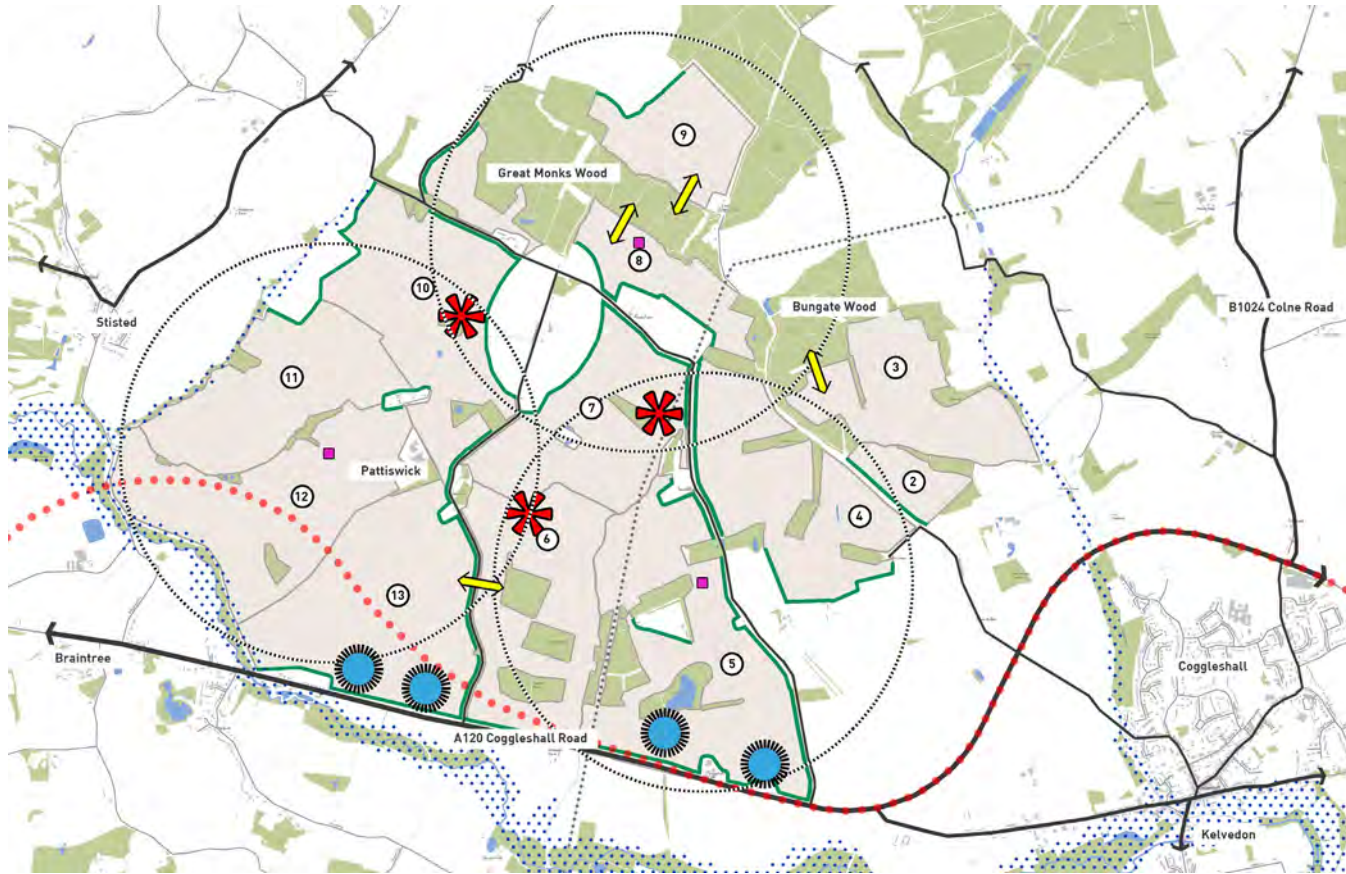 9
Great Monks Wood
8
10
Bungate Wood
B1024 Colne Road
Stisted
3
11
7
Pattiswick
2
12
4
6
13
Braintree
5
Coggleshall
A120 Coggleshall Road
Kelvedon